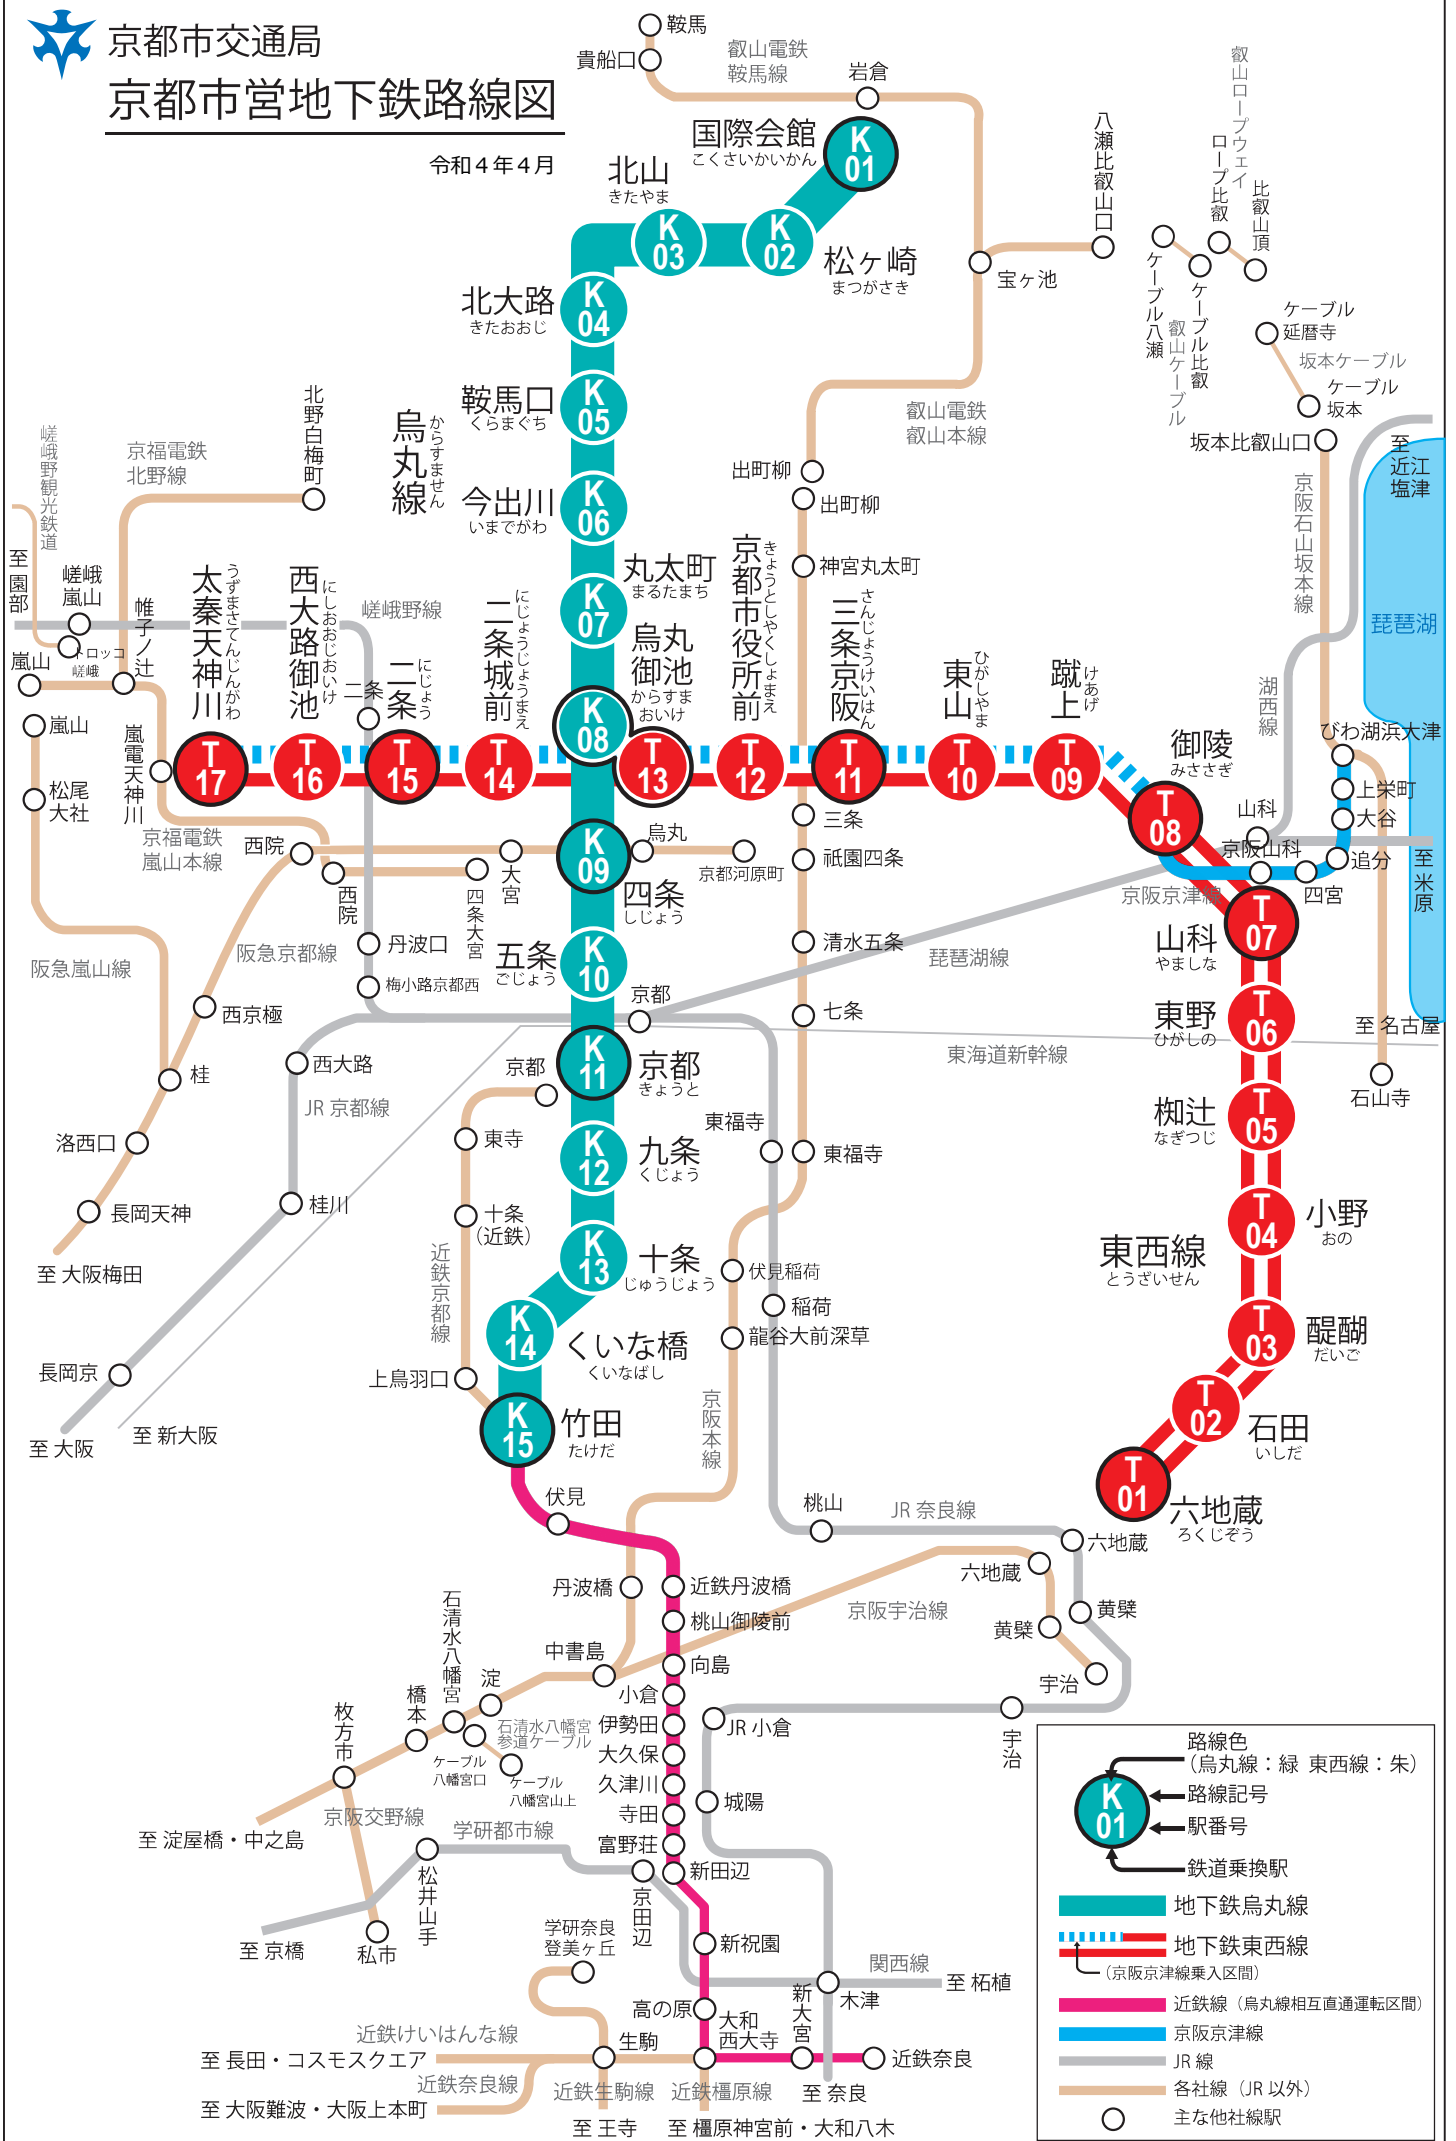 京都市交通局
京都市営地下鉄路線図
令和４年４月
鞍馬
貴船口
叡山電鉄
鞍馬線
岩倉
国際会館
こくさいかいかん
K
01
北山
きたやま
K
03
K
02
松ヶ崎
まつがさき
八瀬比叡山口
宝ヶ池
叡山ロープウェイ
ロープ比叡
比叡山頂
ケーブル八瀬
ケーブル比叡
叡山ケーブル
ケーブル
延暦寺
坂本ケーブル
ケーブル
坂本
坂本比叡山口
至
近江
塩津
京阪石山坂本線
琵琶湖
北大路
きたおおじ
K
04
鞍馬口
くらまぐち
K
05
烏丸線
からすません
今出川
いまでがわ
K
06
叡山電鉄
叡山本線
出町柳
出町柳
神宮丸太町
北野白梅町
京福電鉄
北野線
嵯峨野観光鉄道
至
園部
嵯峨
嵐山
嵐山
トロッコ
嵯峨
帷子ノ辻
嵯峨野線
K
07
丸太町
まるたまち
太秦天神川
うずまさてんじんがわ
西大路御池
にしおおじおいけ
二条
二条
にじょう
二条城前
にじょうじょうまえ
烏丸
御池
からすま
おいけ
京都市役所前
きょうとしやくしょまえ
三条京阪
さんじょうけいはん
東山
ひがしやま
蹴上
けあげ
御陵
みささぎ
T
17
T
16
T
15
T
14
K
08
T
13
T
12
T
11
T
10
T
09
T
08
嵐山
松尾
大社
嵐電天神川
京福電鉄
嵐山本線
西院
西院
大宮
四条大宮
K
09
烏丸
京都河原町
四条
しじょう
三条
祇園四条
清水五条
七条
湖西線
びわ湖浜大津
上栄町
大谷
追分
四宮
山科
京阪山科
京阪京津線
至
米原
T
07
山科
やましな
阪急嵐山線
阪急京都線
丹波口
梅小路京都西
五条
ごじょう
K
10
京都
琵琶湖線
東海道新幹線
至 名古屋
石山寺
西京極
桂
洛西口
長岡天神
至 大阪梅田
西大路
JR 京都線
桂川
長岡京
至 大阪
至 新大阪
京都
K
11
京都
きょうと
東寺
十条
(近鉄)
近鉄京都線
上鳥羽口
K
12
九条
くじょう
K
13
十条
じゅうじょう
K
14
くいな橋
くいなばし
K
15
竹田
たけだ
東福寺
東福寺
伏見稲荷
稲荷
龍谷大前深草
京阪本線
T
06
東野
ひがしの
T
05
椥辻
なぎつじ
T
04
小野
おの
東西線
とうざいせん
T
03
醍醐
だいご
T
02
石田
いしだ
T
01
六地蔵
ろくじぞう
伏見
桃山
JR 奈良線
六地蔵
六地蔵
丹波橋
近鉄丹波橋
桃山御陵前
京阪宇治線
黄檗
黄檗
宇治
宇治
中書島
向島
小倉
伊勢田
大久保
久津川
寺田
富野荘
新田辺
JR 小倉
城陽
石清水八幡宮
淀
橋本
枚方市
石清水八幡宮
参道ケーブル
ケーブル
八幡宮口
ケーブル
八幡宮山上
京阪交野線
至 淀屋橋・中之島
学研都市線
松井山手
私市
至 京橋
京田辺
学研奈良
登美ヶ丘
新祝園
関西線
至 柘植
木津
高の原
大和
西大寺
新大宮
生駒
近鉄けいはんな線
至 長田・コスモスクエア
近鉄奈良線
至 大阪難波・大阪上本町
近鉄生駒線
近鉄橿原線
近鉄奈良
至 奈良
至 王寺
至 橿原神宮前・大和八木
K
01
路線色
(烏丸線：緑 東西線：朱)
路線記号
駅番号
鉄道乗換駅
地下鉄烏丸線
地下鉄東西線
(京阪京津線乗入区間)
近鉄線 (烏丸線相互直通運転区間)
京阪京津線
JR 線
各社線 (JR 以外)
主な他社線駅